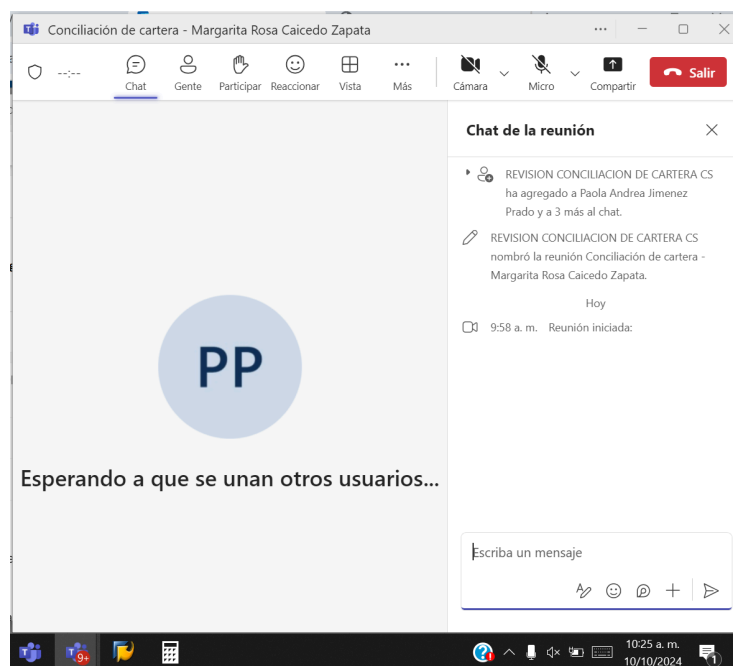 Conciliación de cartera - Margarita Rosa Caicedo Zapata
--:--
Chat
Gente
Participar
Reaccionar
Vista
Más
Cámara
Micro
Compartir
Salir
Chat de la reunión
REVISION CONCILIACION DE CARTERA CS
ha agregado a Paola Andrea Jimenez
Prado y a 3 más al chat.
REVISION CONCILIACION DE CARTERA CS
nombró la reunión Conciliación de cartera -
Margarita Rosa Caicedo Zapata.
Hoy
9:58 a. m. Reunión iniciada:
PP
Esperando a que se unan otros usuarios...
Escriba un mensaje
9+
10:25 a. m.
10/10/2024
1